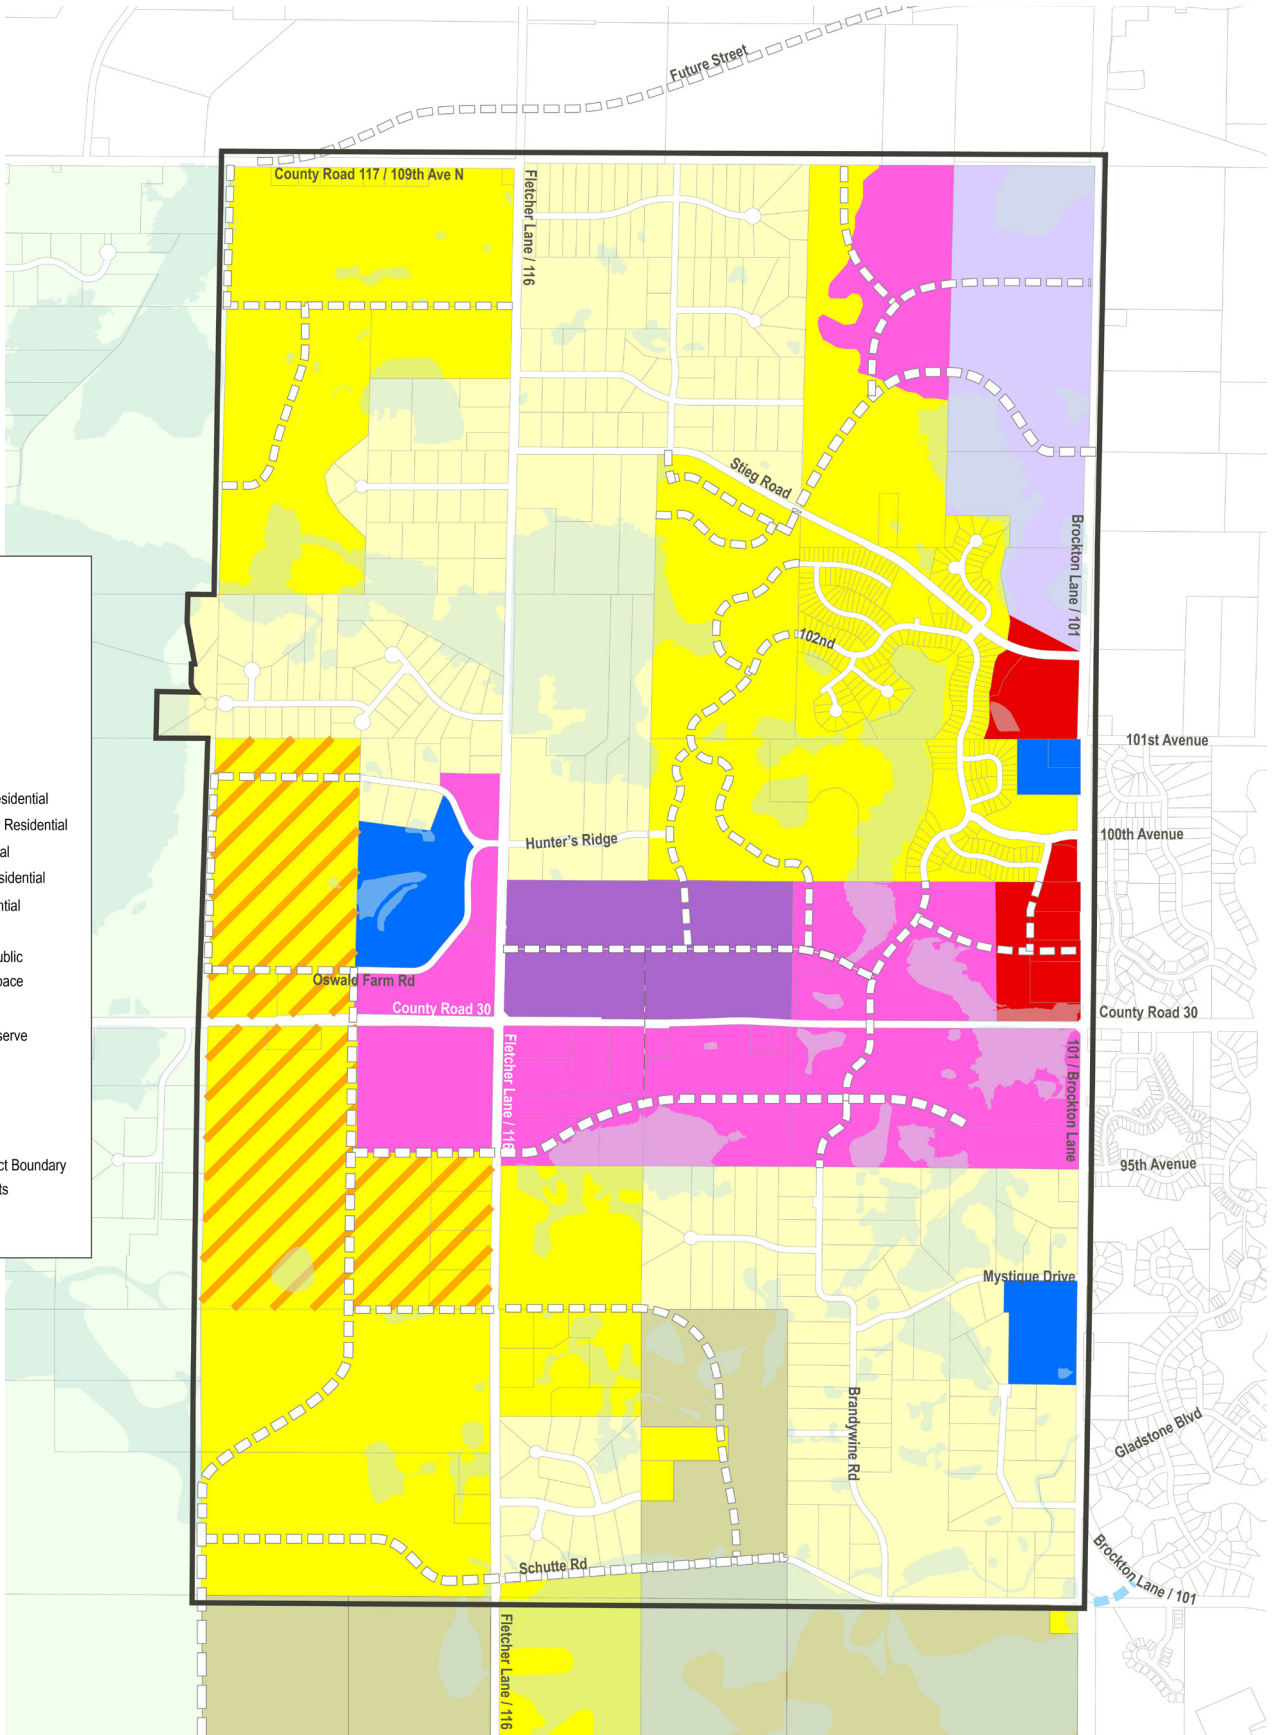 Future Street
County Road 117 / 109th Ave N
Fletcher Lane / 116
Stieg Road
Brockton Lane / 101
102nd
101st Avenue
esidential
Residential
al
sidential
ntial
ublic
pace
serve
ct Boundary
ts
100th Avenue
Hunter's Ridge
Oswald Farm Rd
County Road 30
County Road 30
Fletcher Lane / 116
101 / Brockton Lane
95th Avenue
Mystique Drive
Brandywine Rd
Gladstone Blvd
Schutte Rd
Brockton Lane / 101
Fletcher Lane / 116